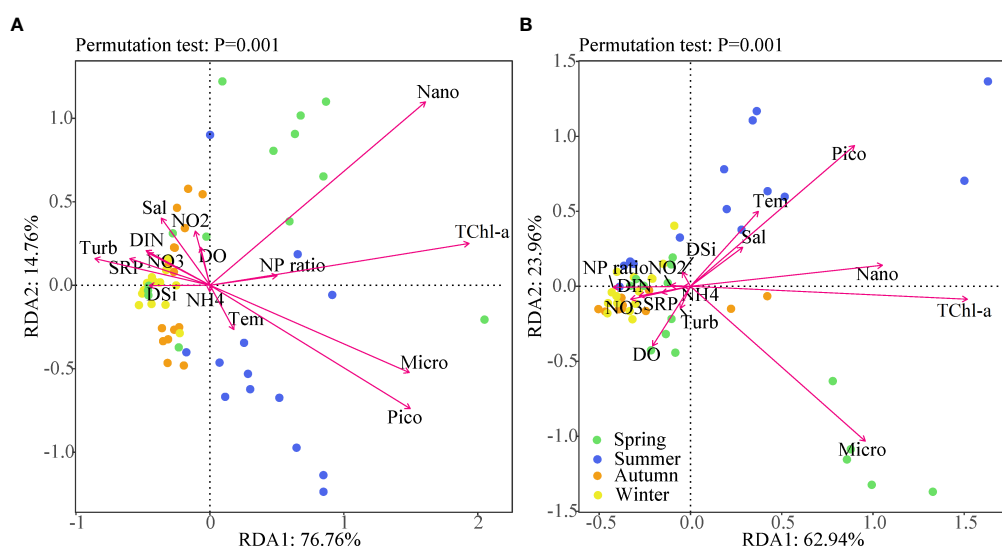 A
Permutation test: P=0.001
1.0
0.5
0.0
-0.5
-1.0
-1
0
1
2
RDA2: 14.76%
RDA1: 76.76%
Nano
Sal
NO2
TChl-a
DIN
Turb
DO
SRP
NO3
NP ratio
DSi
NH4
Tem
Micro
Pico
B
Permutation test: P=0.001
1.5
1.0
0.5
0.0
-0.5
-1.0
-1.5
-0.5
0.0
0.5
1.0
1.5
RDA2: 23.96%
RDA1: 62.94%
Pico
Tem
Sal
DSi
NP ratio
NO2
Nano
DIN
NH4
NO3
SRP
TChl-a
Turb
DO
Micro
Spring
Summer
Autumn
Winter